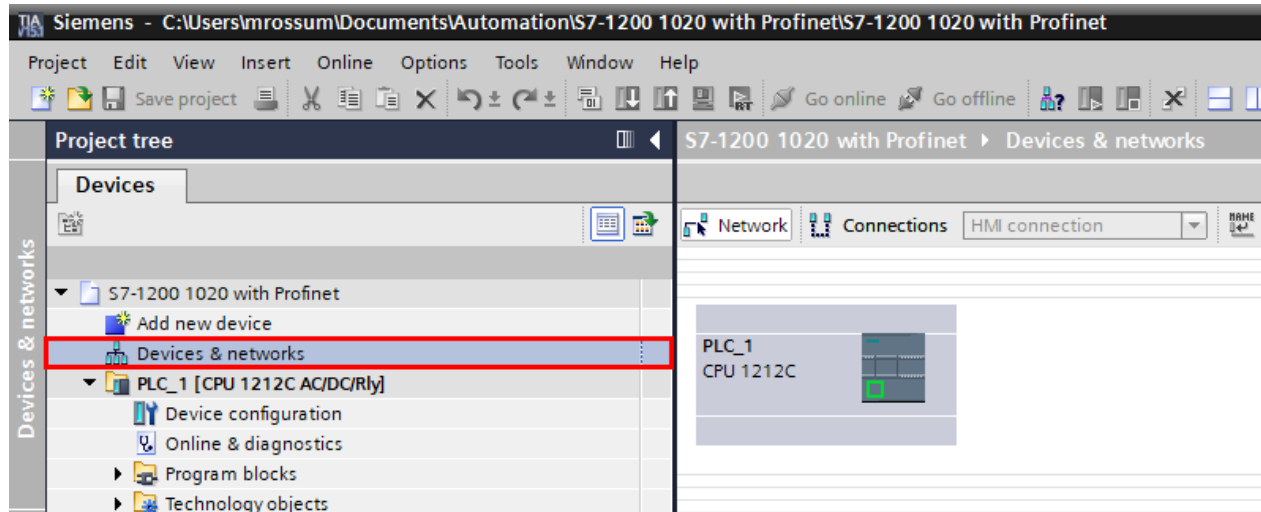 Siemens - C:\Users\mrossum\Documents\Automation\S7-1200 1020 with Profinet\S7-1200 1020 with Profinet
Project Edit View Insert Online Options Tools Window Help
Save project Go online Go offline
Project tree
S7-1200 1020 with Profinet ▸ Devices & networks
Devices
Network Connections HMI connection
Devices & networks
S7-1200 1020 with Profinet
Add new device
Devices & networks
PLC_1 [CPU 1212C AC/DC/Rly]
Device configuration
Online & diagnostics
Program blocks
Technology objects
PLC_1
CPU 1212C